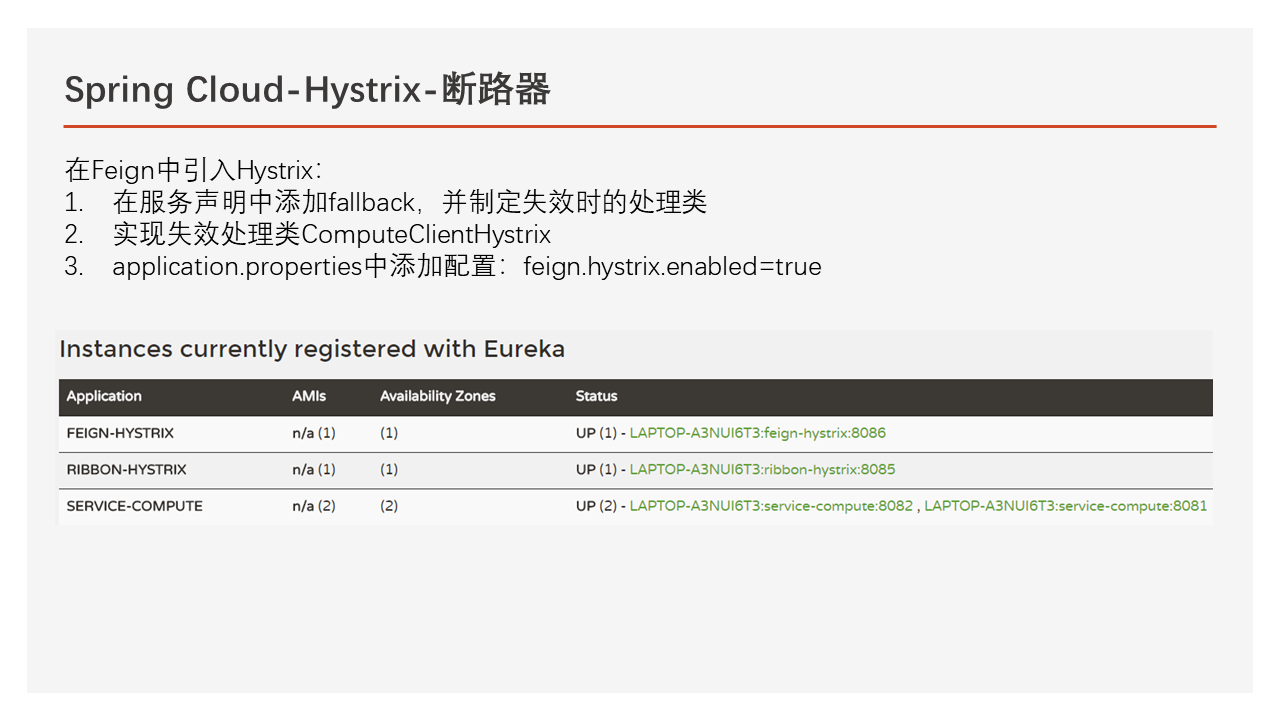 Spring Cloud-Hystrix-断路器
在Feign中引入Hystrix：
1. 在服务声明中添加fallback，并制定失效时的处理类
2. 实现失效处理类ComputeClientHystrix
3. application.properties中添加配置：feign.hystrix.enabled=true
Instances currently registered with Eureka
Application AMIs Availability Zones Status
FEIGN-HYSTRIX n/a (1) (1) UP (1) - LAPTOP-A3NUI6T3:feign-hystrix:8086
RIBBON-HYSTRIX n/a (1) (1) UP (1) - LAPTOP-A3NUI6T3:ribbon-hystrix:8085
SERVICE-COMPUTE n/a (2) (2) UP (2) - LAPTOP-A3NUI6T3:service-compute:8082 , LAPTOP-A3NUI6T3:service-compute:8081